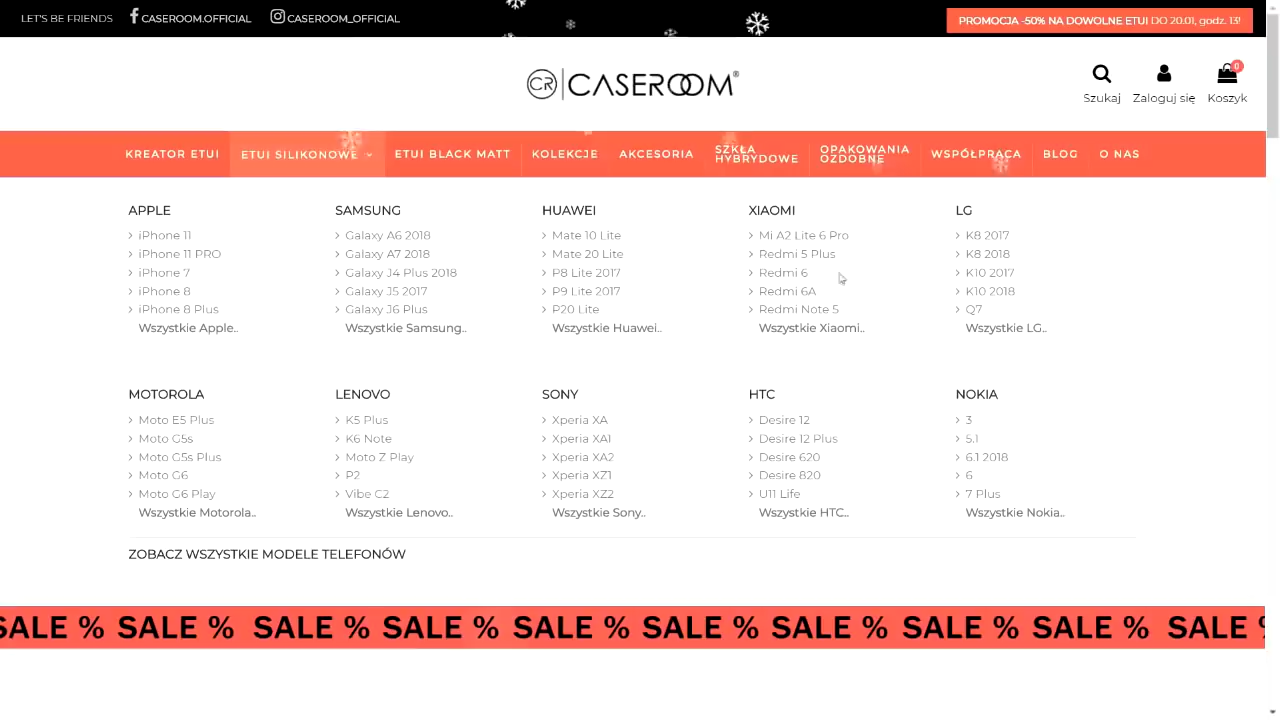 LET'S BE FRIENDS CASEROOM.OFFICIAL CASEROOM_OFFICIAL PROMOCJA -50% NA DOWOLNE ETUI DO 20.01, godz. 13!
CR CASEROOM®
0
Szukaj Zaloguj się Koszyk
KREATOR ETUI ETUI SILIKONOWE ETUI BLACK MATT KOLEKCJE AKCESORIA SZKŁA HYBRYDOWE OPAKOWANIA OZDOBNE WSPÓŁPRACA BLOG O NAS
APPLE
iPhone 11
iPhone 11 PRO
iPhone 7
iPhone 8
iPhone 8 Plus
Wszystkie Apple..
SAMSUNG
Galaxy A6 2018
Galaxy A7 2018
Galaxy J4 Plus 2018
Galaxy J5 2017
Galaxy J6 Plus
Wszystkie Samsung..
HUAWEI
Mate 10 Lite
Mate 20 Lite
P8 Lite 2017
P9 Lite 2017
P20 Lite
Wszystkie Huawei..
XIAOMI
Mi A2 Lite 6 Pro
Redmi 5 Plus
Redmi 6
Redmi 6A
Redmi Note 5
Wszystkie Xiaomi..
LG
K8 2017
K8 2018
K10 2017
K10 2018
Q7
Wszystkie LG..
MOTOROLA
Moto E5 Plus
Moto G5s
Moto G5s Plus
Moto G6
Moto G6 Play
Wszystkie Motorola..
LENOVO
K5 Plus
K6 Note
Moto Z Play
P2
Vibe C2
Wszystkie Lenovo..
SONY
Xperia XA
Xperia XA1
Xperia XA2
Xperia XZ1
Xperia XZ2
Wszystkie Sony..
HTC
Desire 12
Desire 12 Plus
Desire 620
Desire 820
U11 Life
Wszystkie HTC..
NOKIA
3
5.1
6.1 2018
6
7 Plus
Wszystkie Nokia..
ZOBACZ WSZYSTKIE MODELE TELEFONÓW
SALE % SALE % SALE % SALE % SALE % SALE % SALE % SALE % SALE % SALE %